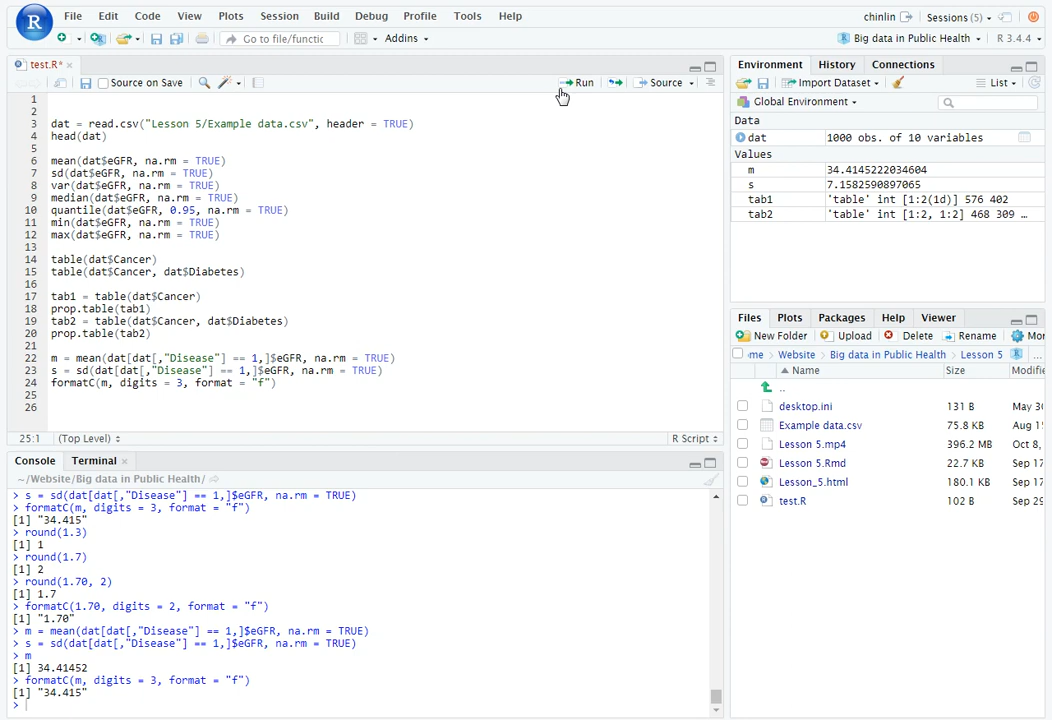 File Edit Code View Plots Session Build Debug Profile Tools Help chinlin Sessions (5)
Go to file/functic Addins Big data in Public Health R 3.4.4
test.R* ×
Source on Save Run Source
1
2
3 dat = read.csv("Lesson 5/Example data.csv", header = TRUE)
4 head(dat)
5
6 mean(dat$eGFR, na.rm = TRUE)
7 sd(dat$eGFR, na.rm = TRUE)
8 var(dat$eGFR, na.rm = TRUE)
9 median(dat$eGFR, na.rm = TRUE)
10 quantile(dat$eGFR, 0.95, na.rm = TRUE)
11 min(dat$eGFR, na.rm = TRUE)
12 max(dat$eGFR, na.rm = TRUE)
13
14 table(dat$Cancer)
15 table(dat$Cancer, dat$Diabetes)
16
17 tab1 = table(dat$Cancer)
18 prop.table(tab1)
19 tab2 = table(dat$Cancer, dat$Diabetes)
20 prop.table(tab2)
21
22 m = mean(dat[dat[,"Disease"] == 1,]$eGFR, na.rm = TRUE)
23 s = sd(dat[dat[,"Disease"] == 1,]$eGFR, na.rm = TRUE)
24 formatC(m, digits = 3, format = "f")
25
26
25:1 (Top Level) R Script
Console Terminal ×
~/Website/Big data in Public Health/
> s = sd(dat[dat[,"Disease"] == 1,]$eGFR, na.rm = TRUE)
> formatC(m, digits = 3, format = "f")
[1] "34.415"
> round(1.3)
[1] 1
> round(1.7)
[1] 2
> round(1.70, 2)
[1] 1.7
> formatC(1.70, digits = 2, format = "f")
[1] "1.70"
> m = mean(dat[dat[,"Disease"] == 1,]$eGFR, na.rm = TRUE)
> s = sd(dat[dat[,"Disease"] == 1,]$eGFR, na.rm = TRUE)
> m
[1] 34.41452
> formatC(m, digits = 3, format = "f")
[1] "34.415"
>
Environment History Connections
Import Dataset List
Global Environment
Data
dat 1000 obs. of 10 variables
Values
m 34.4145222034604
s 7.1582590897065
tab1 'table' int [1:2(1d)] 576 402
tab2 'table' int [1:2, 1:2] 468 309 …
Files Plots Packages Help Viewer
New Folder Upload Delete Rename Mor
me Website Big data in Public Health Lesson 5 ...
Name Size Modifie
..
desktop.ini 131 B May 30
Example data.csv 75.8 KB Aug 1
Lesson 5.mp4 396.2 MB Oct 8,
Lesson 5.Rmd 22.7 KB Sep 17
Lesson_5.html 180.1 KB Sep 17
test.R 102 B Sep 29